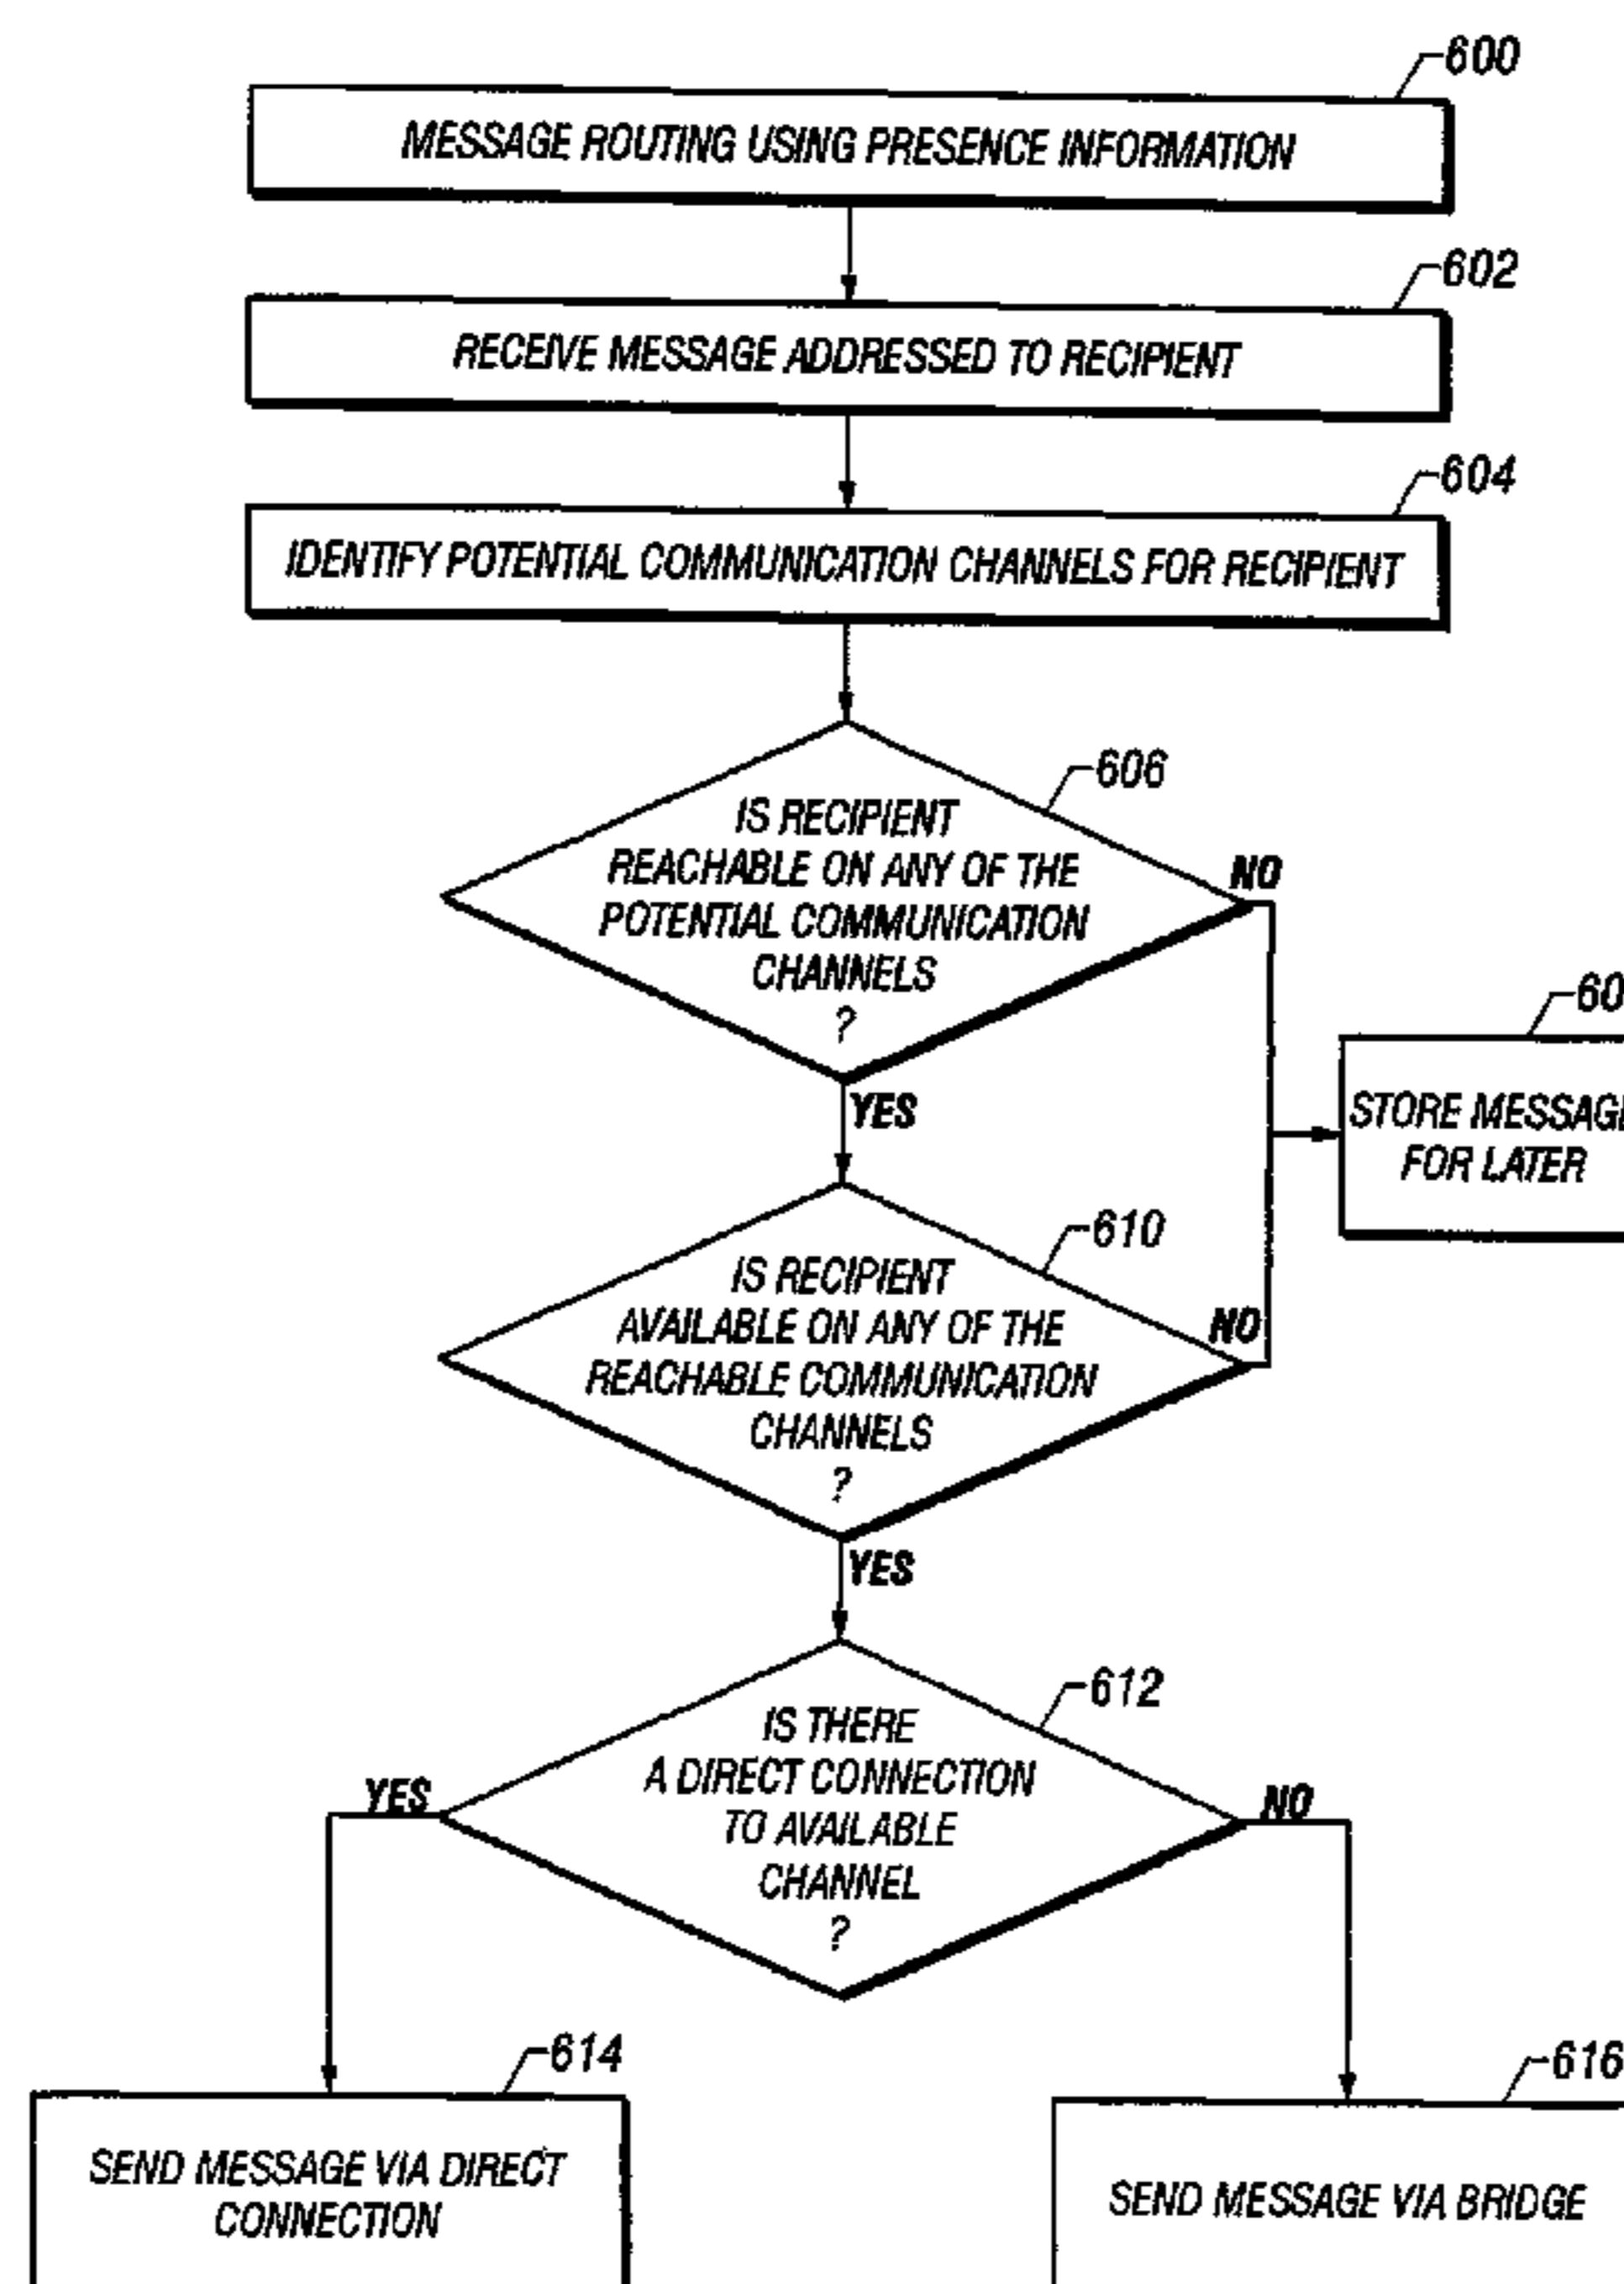 600
MESSAGE ROUTING USING PRESENCE INFORMATION
602
RECEIVE MESSAGE ADDRESSED TO RECIPIENT
604
IDENTIFY POTENTIAL COMMUNICATION CHANNELS FOR RECIPIENT
606
IS RECIPIENT
REACHABLE ON ANY OF THE
POTENTIAL COMMUNICATION
CHANNELS
?
NO
YES
60
STORE MESSAGE
FOR LATER
610
IS RECIPIENT
AVAILABLE ON ANY OF THE
REACHABLE COMMUNICATION
CHANNELS
?
NO
YES
612
IS THERE
A DIRECT CONNECTION
TO AVAILABLE
CHANNEL
?
YES
NO
614
SEND MESSAGE VIA DIRECT
CONNECTION
616
SEND MESSAGE VIA BRIDGE